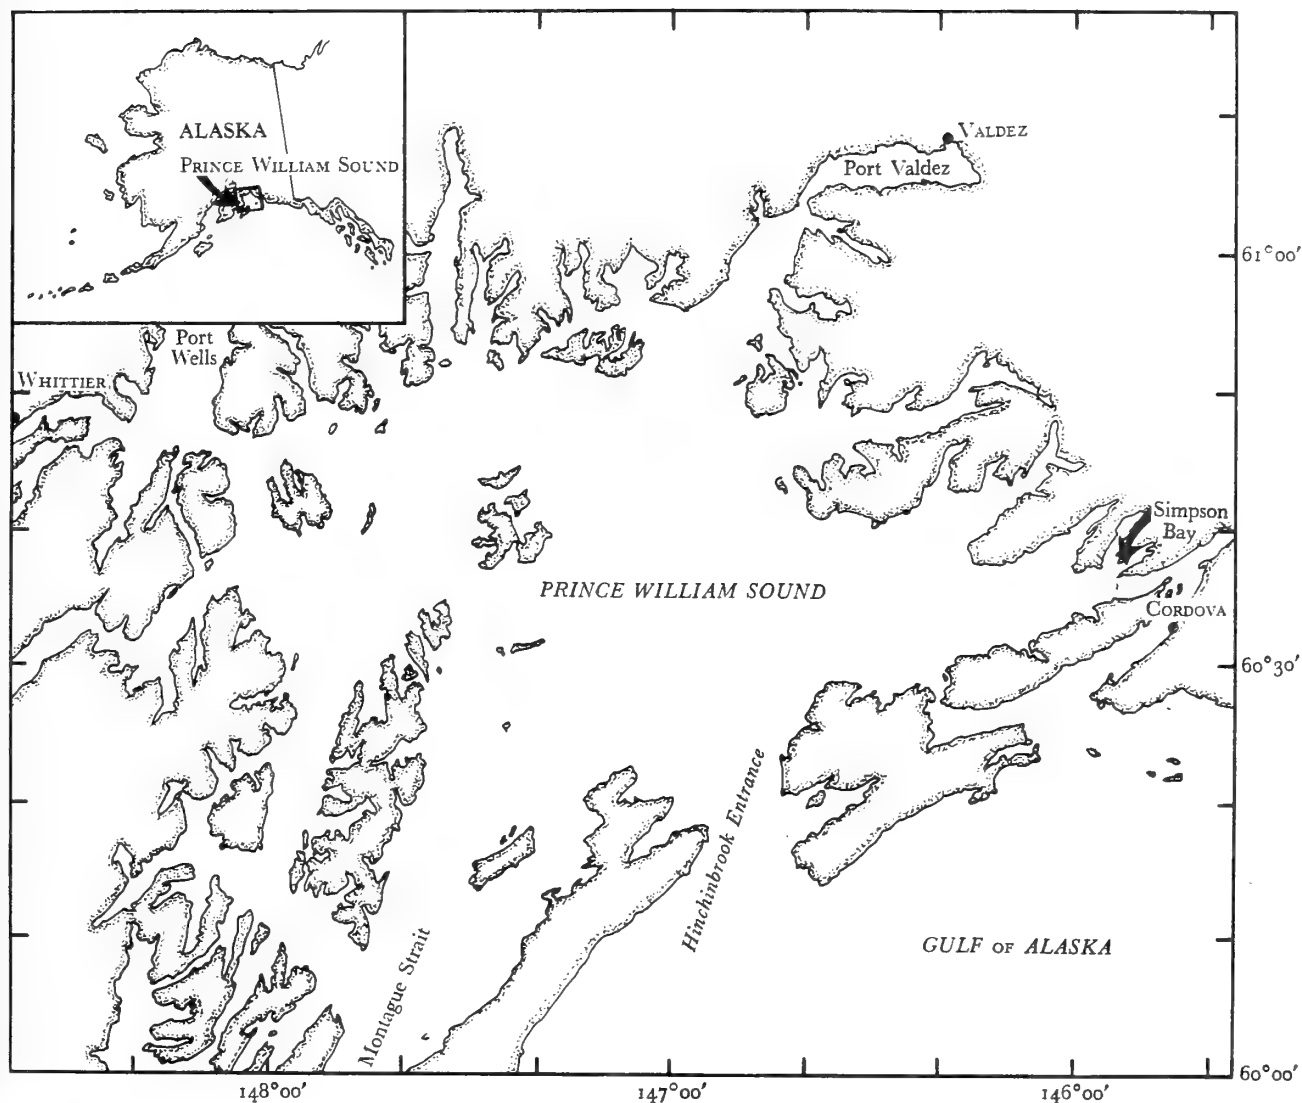 ALASKA
PRINCE WILLIAM SOUND
VALDEZ
Port Valdez
61°00'
Port
Wells
WHITTIER
Simpson
Bay
PRINCE WILLIAM SOUND
CORDOVA
60°30'
Hinchinbrook Entrance
Montague Strait
GULF OF ALASKA
60°00'
148°00'
147°00'
146°00'